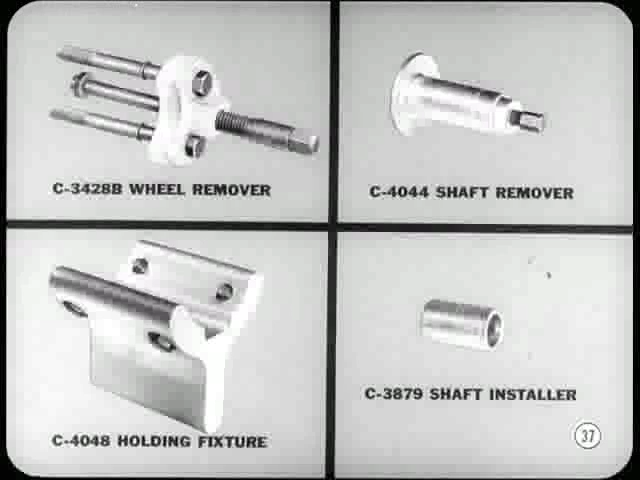 C-3428B WHEEL REMOVER
C-4044 SHAFT REMOVER
C-4048 HOLDING FIXTURE
C-3879 SHAFT INSTALLER
37